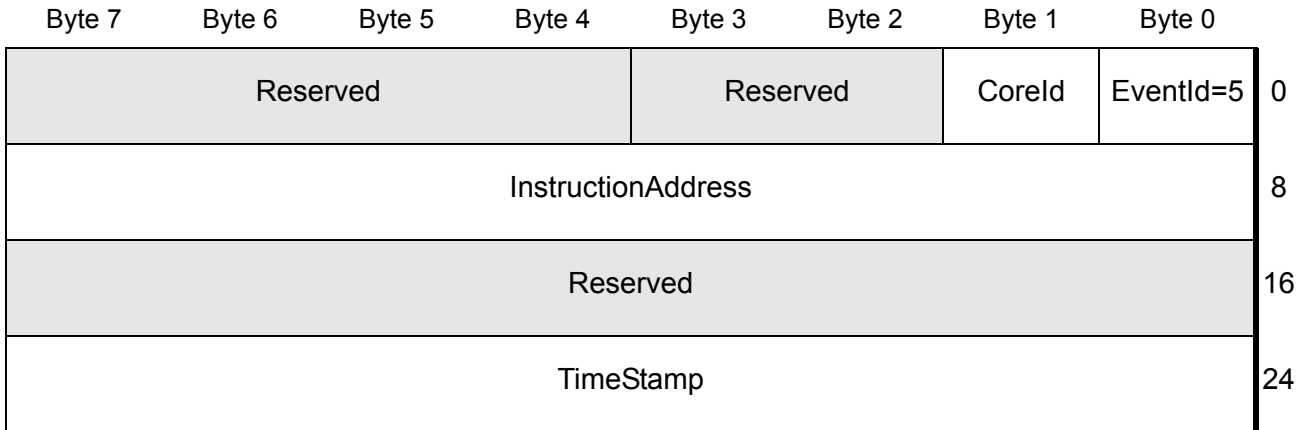 Byte 7 Byte 6 Byte 5 Byte 4 Byte 3 Byte 2 Byte 1 Byte 0
Reserved Reserved CoreId EventId=5 0
InstructionAddress 8
Reserved 16
TimeStamp 24